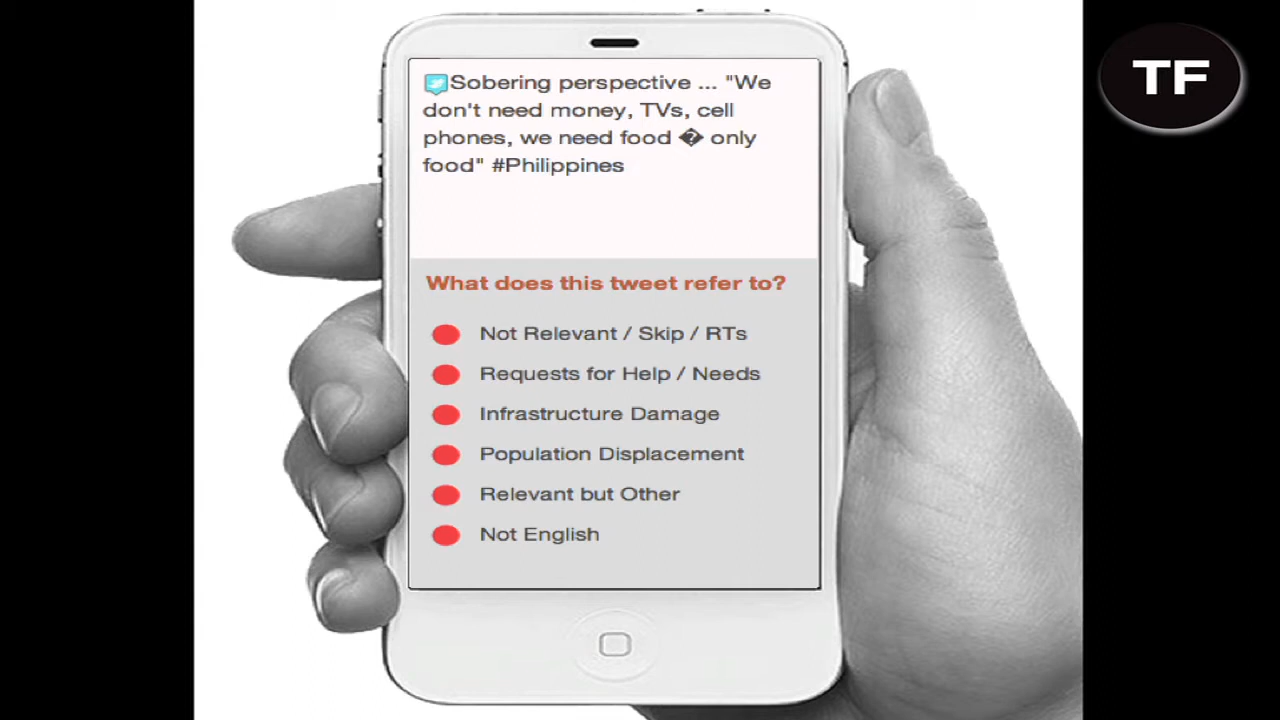 TF
Sobering perspective ... "We
don't need money, TVs, cell
phones, we need food � only
food" #Philippines
What does this tweet refer to?
Not Relevant / Skip / RTs
Requests for Help / Needs
Infrastructure Damage
Population Displacement
Relevant but Other
Not English